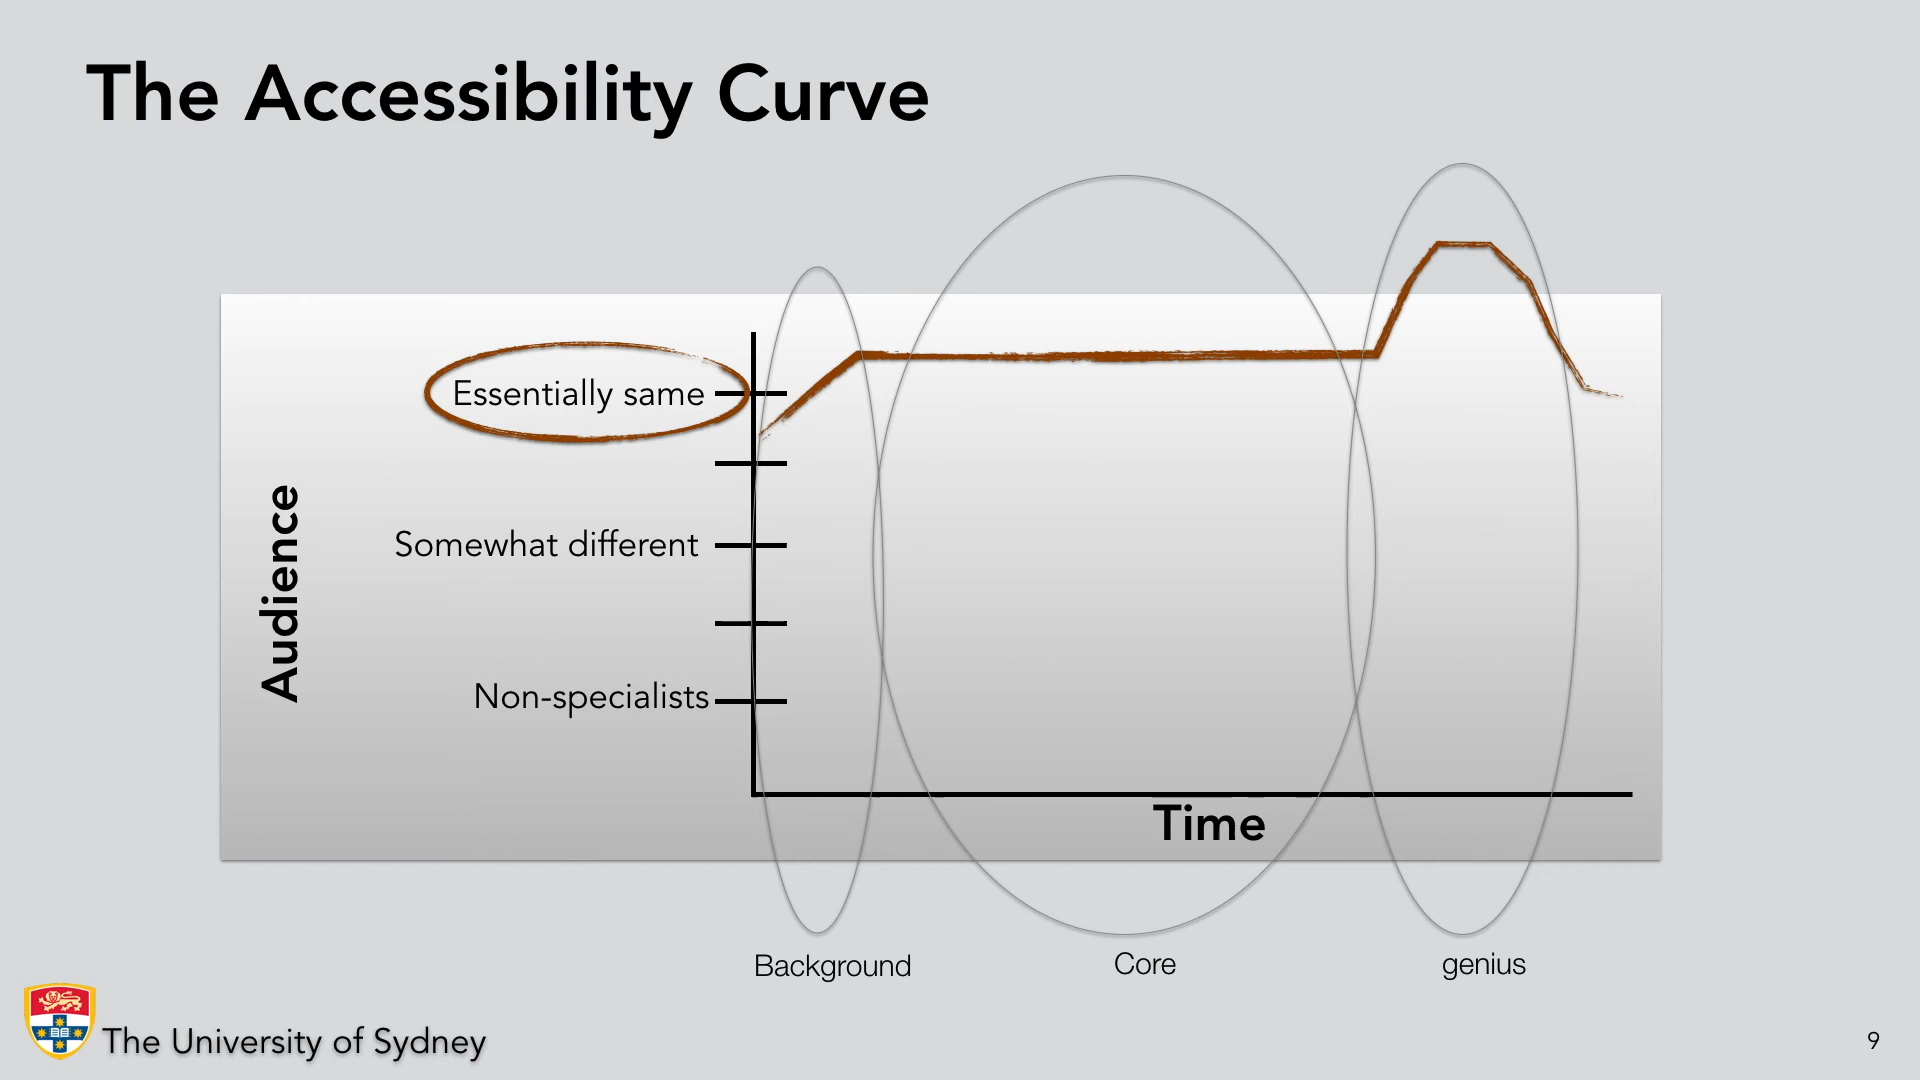 The Accessibility Curve
Essentially same
Somewhat different
Non-specialists
Audience
Time
Background
Core
genius
The University of Sydney
9